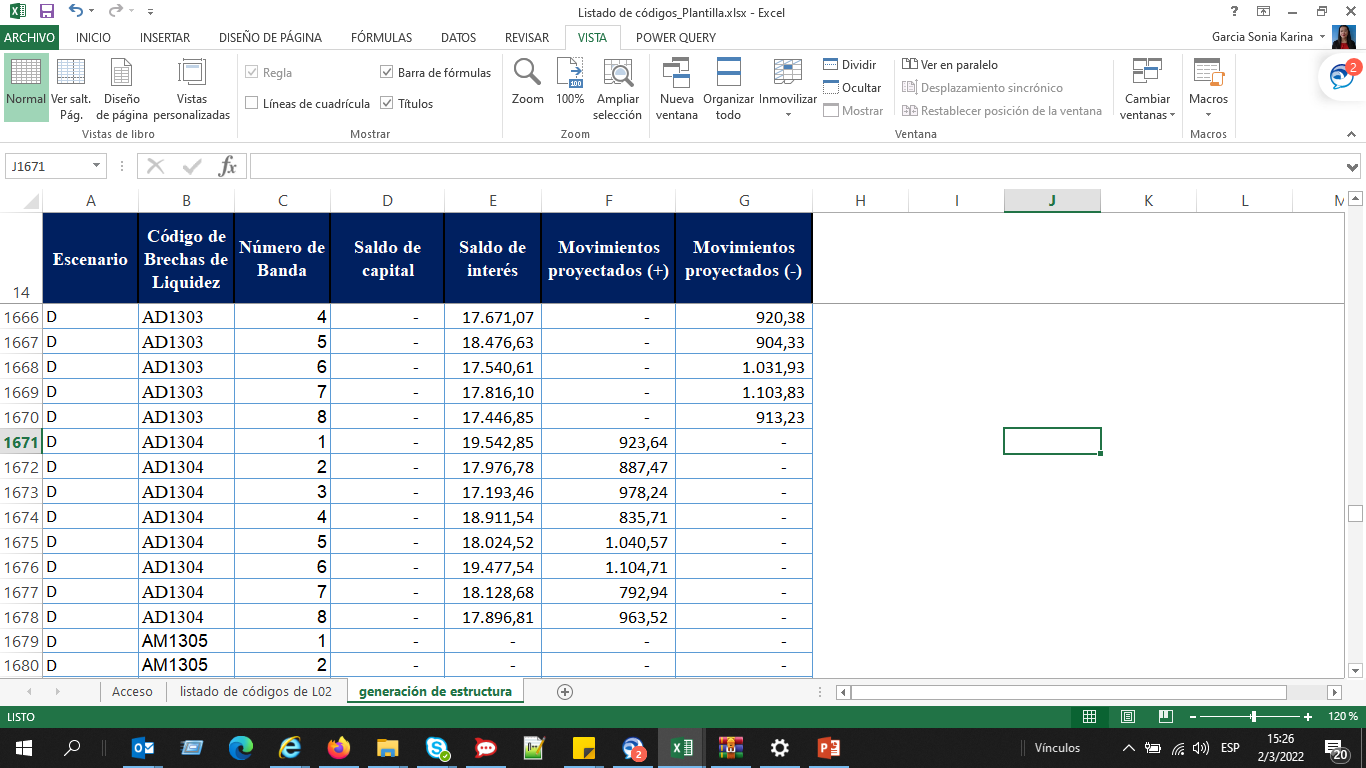 Listado de códigos_Plantilla.xlsx - Excel
ARCHIVO INICIO INSERTAR DISEÑO DE PÁGINA FÓRMULAS DATOS REVISAR VISTA POWER QUERY Garcia Sonia Karina
Normal Ver salt. Pág. Diseño de página Vistas personalizadas
Vistas de libro
Regla Barra de fórmulas
Líneas de cuadrícula Títulos
Mostrar
Zoom 100% Ampliar selección
Zoom
Nueva ventana Organizar todo Inmovilizar
Dividir
Ocultar
Mostrar
Ver en paralelo
Desplazamiento sincrónico
Restablecer posición de la ventana
Cambiar ventanas
Ventana
Macros
Macros
2
J1671 fx
A B C D E F G H I J K L M
14 Escenario Código de Brechas de Liquidez Número de Banda Saldo de capital Saldo de interés Movimientos proyectados (+) Movimientos proyectados (-)
1666 D AD1303 4 - 17.671,07 - 920,38
1667 D AD1303 5 - 18.476,63 - 904,33
1668 D AD1303 6 - 17.540,61 - 1.031,93
1669 D AD1303 7 - 17.816,10 - 1.103,83
1670 D AD1303 8 - 17.446,85 - 913,23
1671 D AD1304 1 - 19.542,85 923,64 -
1672 D AD1304 2 - 17.976,78 887,47 -
1673 D AD1304 3 - 17.193,46 978,24 -
1674 D AD1304 4 - 18.911,54 835,71 -
1675 D AD1304 5 - 18.024,52 1.040,57 -
1676 D AD1304 6 - 19.477,54 1.104,71 -
1677 D AD1304 7 - 18.128,68 792,94 -
1678 D AD1304 8 - 17.896,81 963,52 -
1679 D AM1305 1 - - - -
1680 D AM1305 2 - - - -
Acceso listado de códigos de L02 generación de estructura
LISTO 120 %
Vínculos ESP 15:26
2/3/2022 20
2